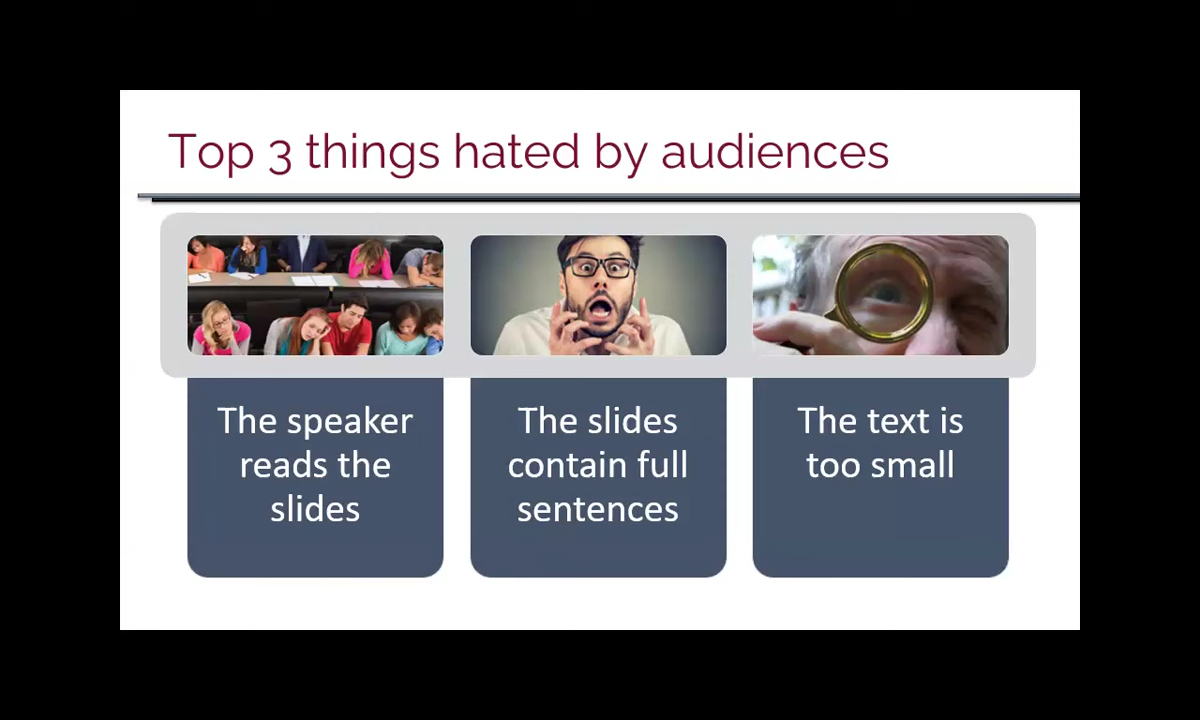 Top 3 things hated by audiences
The speaker
reads the
slides
The slides
contain full
sentences
The text is
too small